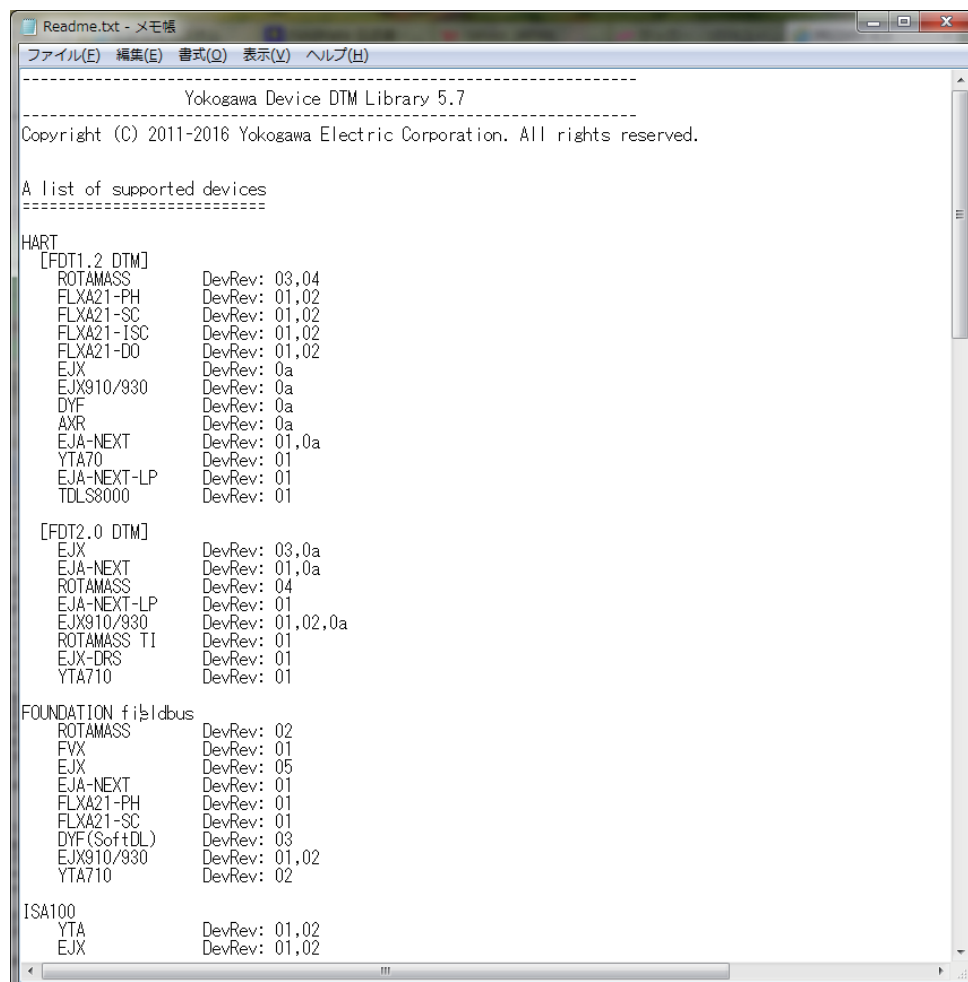 Readme.txt - メモ帳
ファイル(F) 編集(E) 書式(O) 表示(V) ヘルプ(H)
--------------------------------------------------------------------
Yokogawa Device DTM Library 5.7
--------------------------------------------------------------------
Copyright (C) 2011-2016 Yokogawa Electric Corporation. All rights reserved.
A list of supported devices
===========================
HART
[FDT1.2 DTM]
ROTAMASS DevRev: 03,04
FLXA21-PH DevRev: 01,02
FLXA21-SC DevRev: 01,02
FLXA21-ISC DevRev: 01,02
FLXA21-DO DevRev: 01,02
EJX DevRev: 0a
EJX910/930 DevRev: 0a
DYF DevRev: 0a
AXR DevRev: 0a
EJA-NEXT DevRev: 01,0a
YTA70 DevRev: 01
EJA-NEXT-LP DevRev: 01
TDLS8000 DevRev: 01
[FDT2.0 DTM]
EJX DevRev: 03,0a
EJA-NEXT DevRev: 01,0a
ROTAMASS DevRev: 04
EJA-NEXT-LP DevRev: 01
EJX910/930 DevRev: 01,02,0a
ROTAMASS TI DevRev: 01
EJX-DRS DevRev: 01
YTA710 DevRev: 01
FOUNDATION fieldbus
ROTAMASS DevRev: 02
FVX DevRev: 01
EJX DevRev: 05
EJA-NEXT DevRev: 01
FLXA21-PH DevRev: 01
FLXA21-SC DevRev: 01
DYF(SoftDL) DevRev: 03
EJX910/930 DevRev: 01,02
YTA710 DevRev: 02
ISA100
YTA DevRev: 01,02
EJX DevRev: 01,02